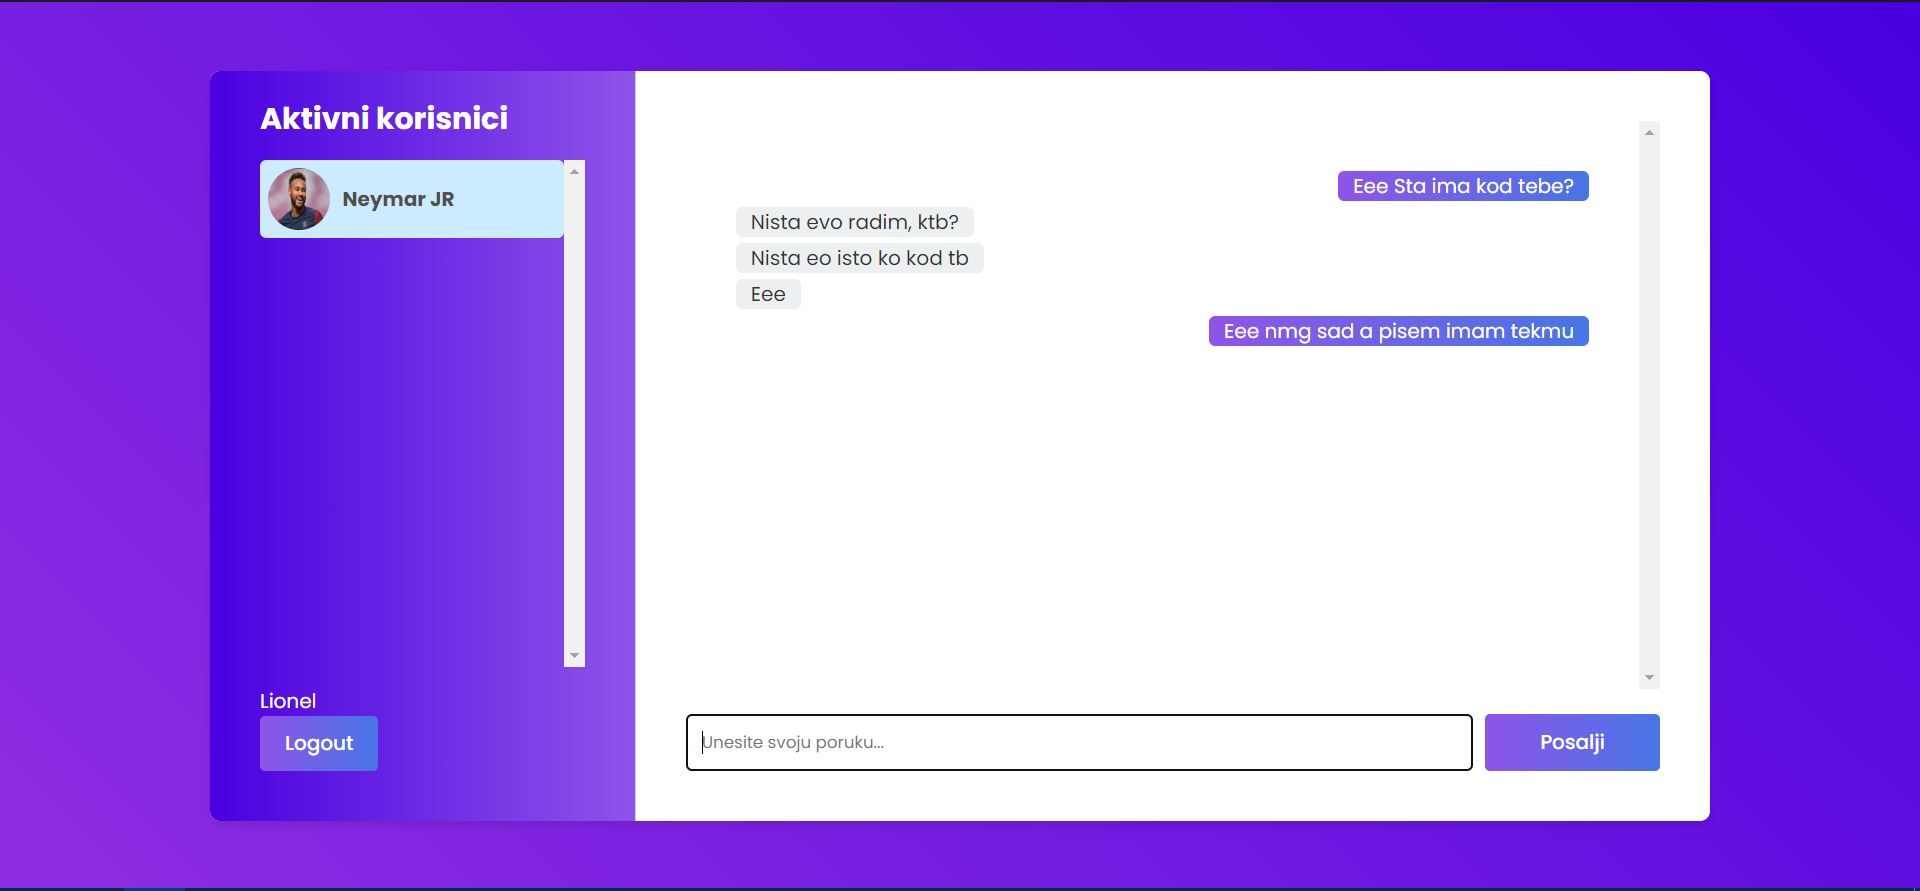 Aktivni korisnici
Neymar JR
Lionel
Logout
Eee Sta ima kod tebe?
Nista evo radim, ktb?
Nista eo isto ko kod tb
Eee
Eee nmg sad a pisem imam tekmu
Unesite svoju poruku...
Posalji